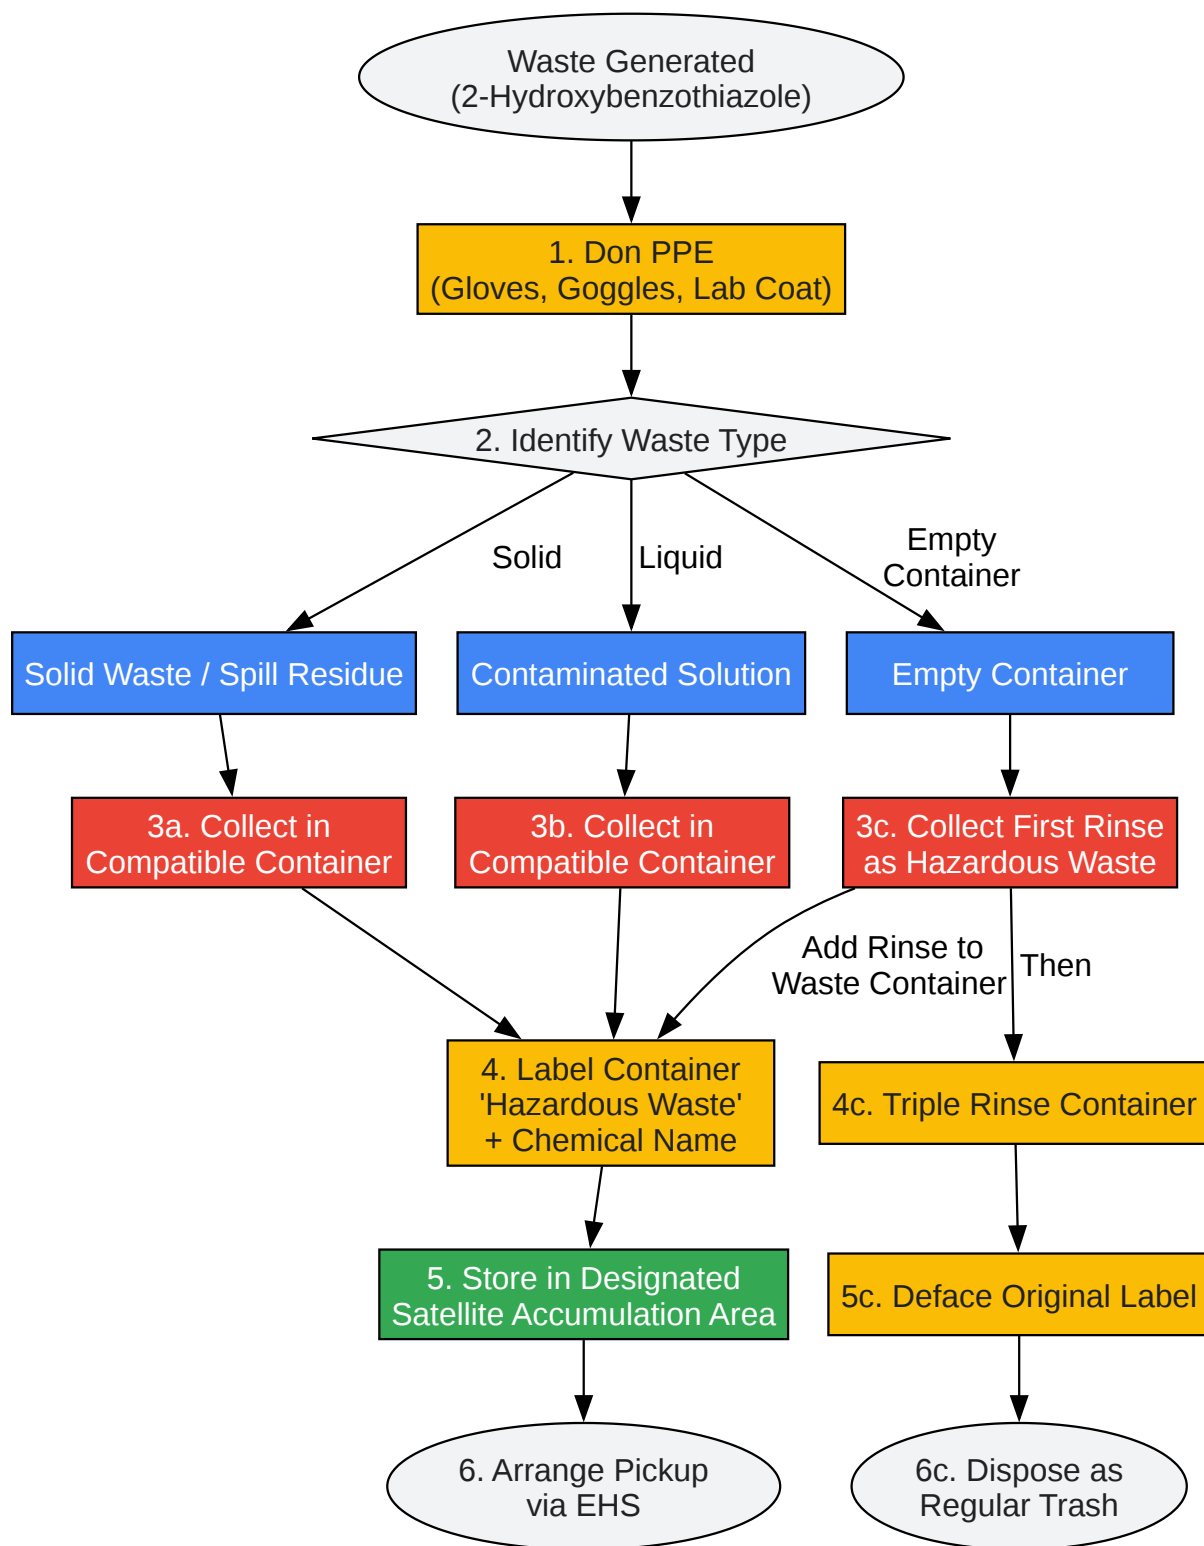 Waste Generated
(2-Hydroxybenzothiazole)
1. Don PPE
(Gloves, Goggles, Lab Coat)
2. Identify Waste Type
Solid
Liquid
Empty
Container
Solid Waste / Spill Residue
Contaminated Solution
Empty Container
3a. Collect in
Compatible Container
3b. Collect in
Compatible Container
3c. Collect First Rinse
as Hazardous Waste
Add Rinse to
Waste Container
Then
4. Label Container
'Hazardous Waste'
+ Chemical Name
4c. Triple Rinse Container
5. Store in Designated
Satellite Accumulation Area
5c. Deface Original Label
6. Arrange Pickup
via EHS
6c. Dispose as
Regular Trash